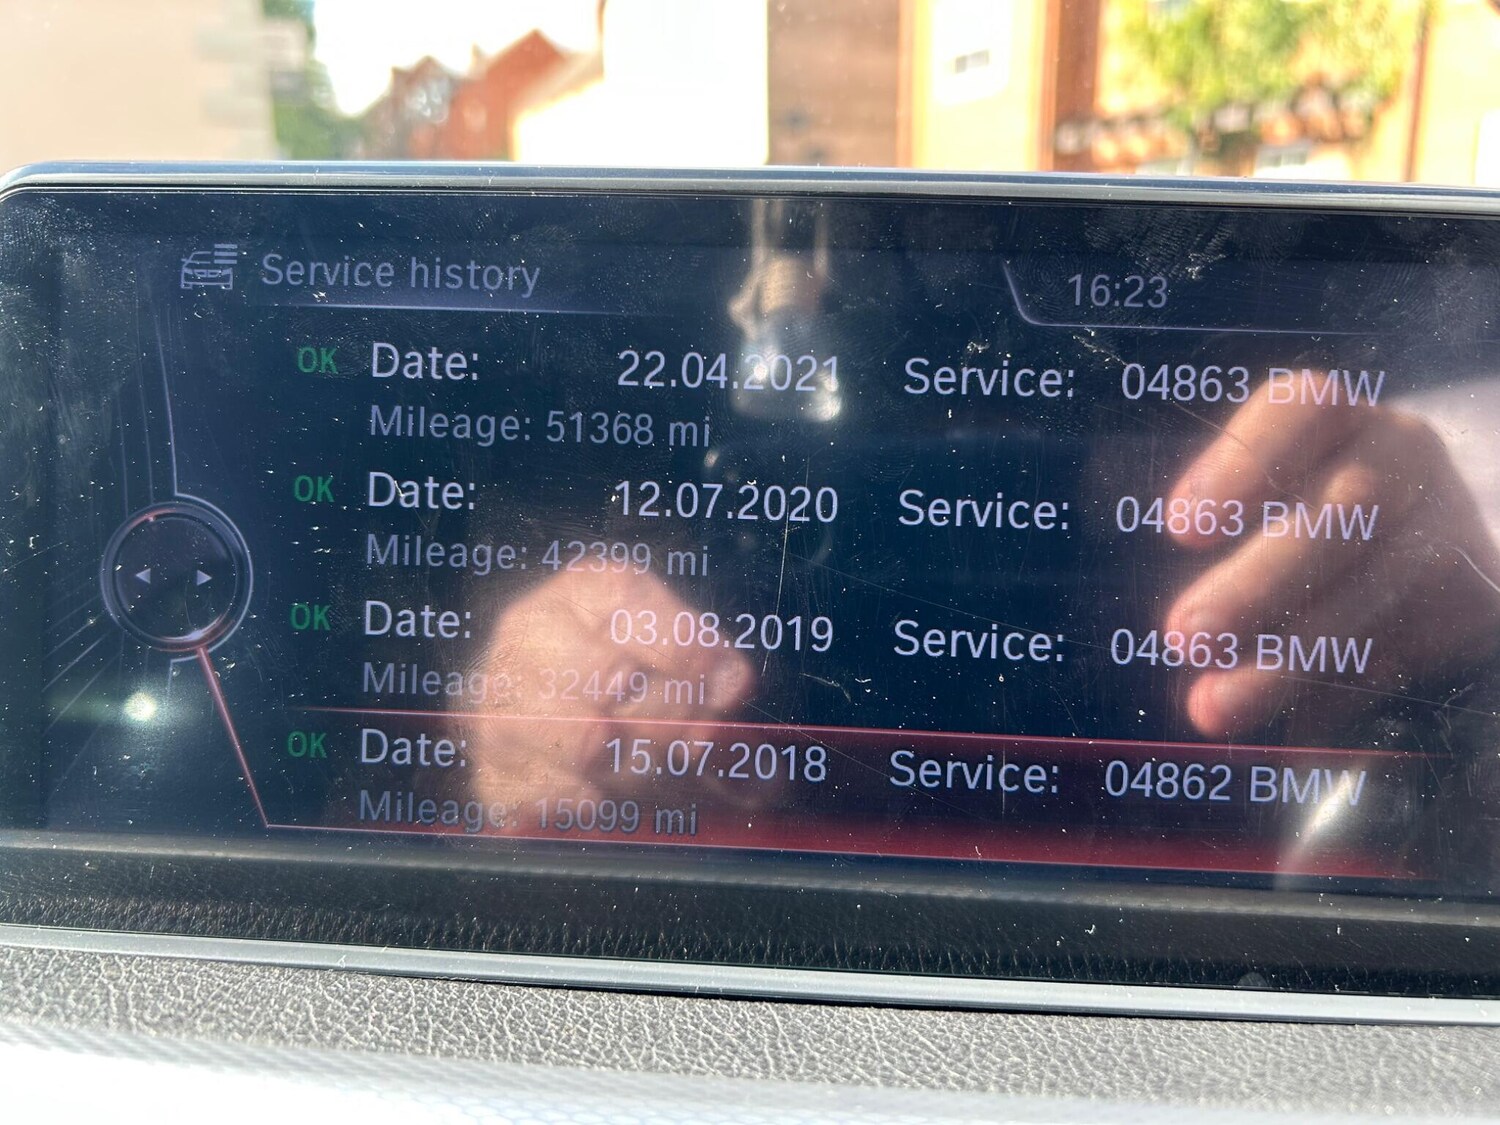 Service history
16:23
OK Date: 22.04.2021 Service: 04863 BMW
Mileage: 51368 mi
OK Date: 12.07.2020 Service: 04863 BMW
Mileage: 42399 mi
OK Date: 03.08.2019 Service: 04863 BMW
Mileage: 32449 mi
OK Date: 15.07.2018 Service: 04862 BMW
Mileage: 15099 mi